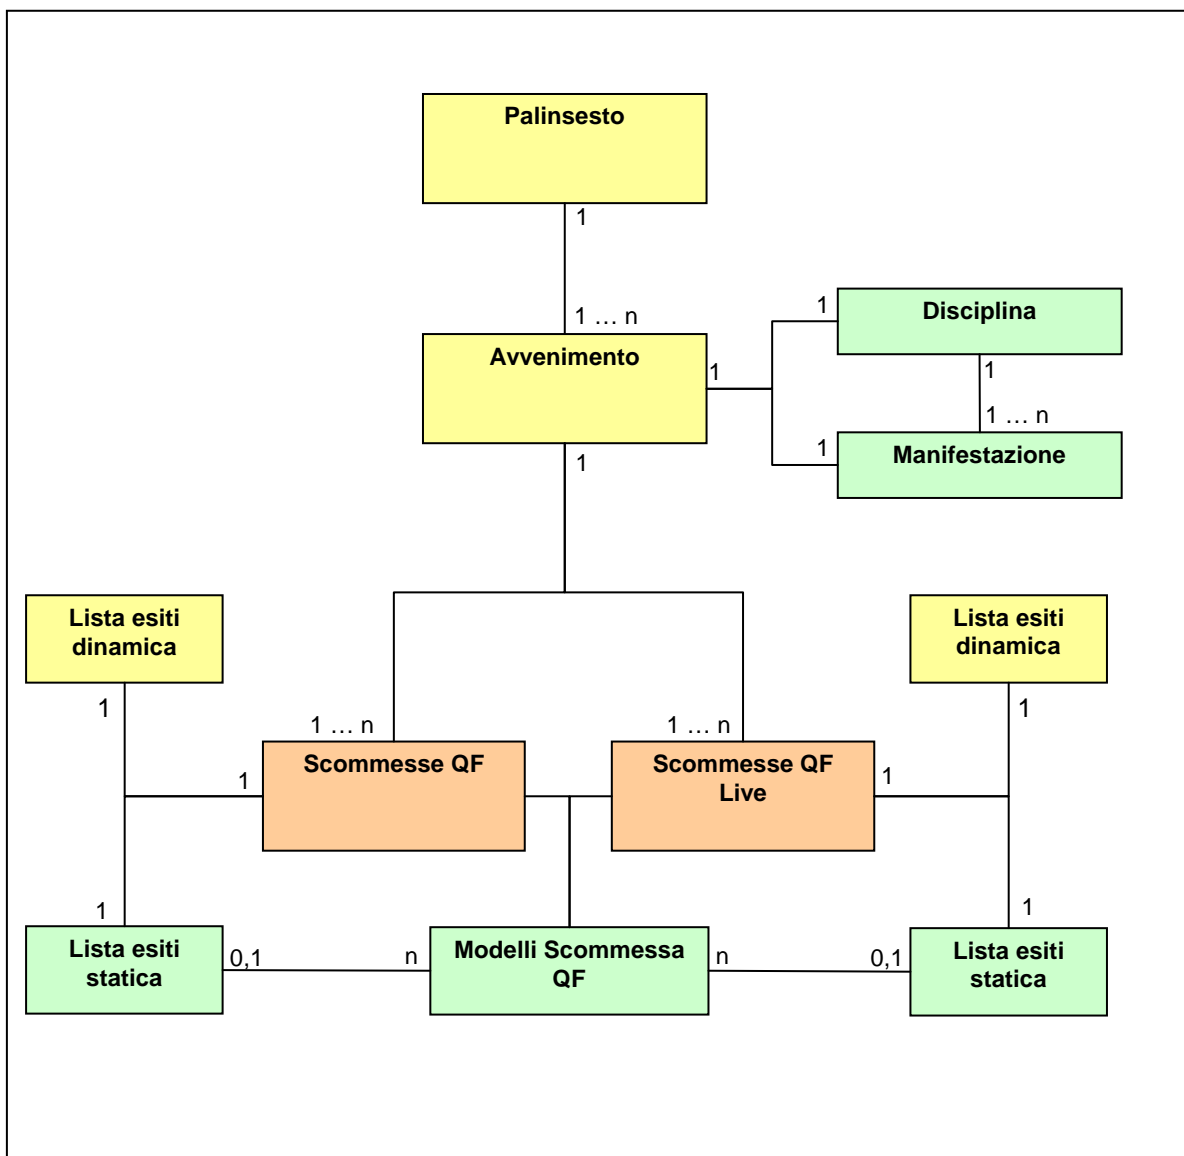 Palinsesto
1
1 … n
Avvenimento
1
1
Disciplina
1
1 … n
1
Manifestazione
1
Lista esiti
dinamica
1
Lista esiti
dinamica
1
1 … n
Scommesse QF
1
1 … n
Scommesse QF
Live
1
1
Lista esiti
statica
0,1
n
Modelli Scommessa
QF
n
0,1
1
Lista esiti
statica